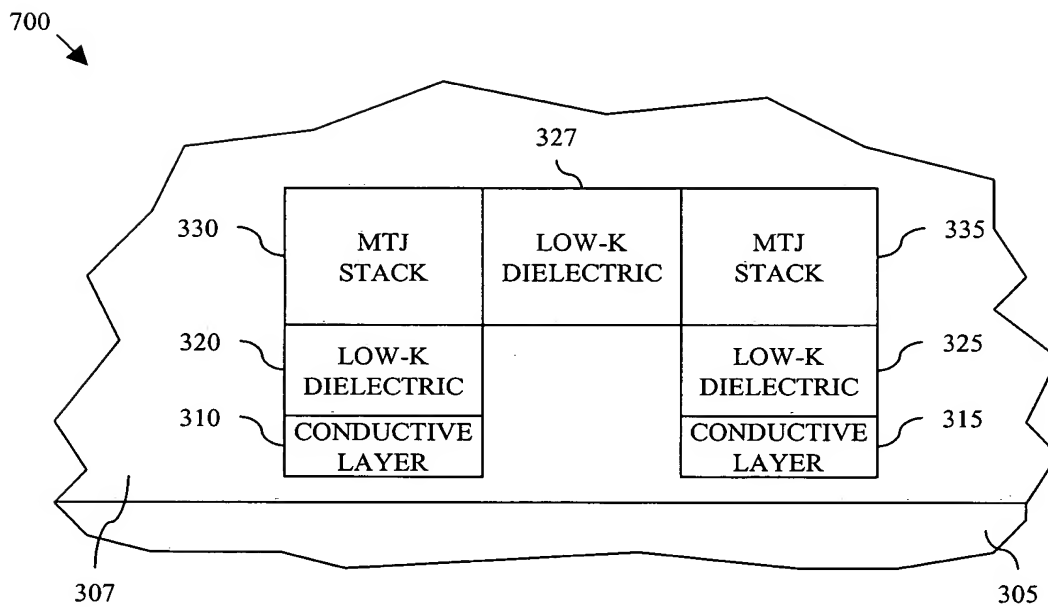 700
327
330
MTJ
STACK
LOW-K
DIELECTRIC
MTJ
STACK
335
320
LOW-K
DIELECTRIC
LOW-K
DIELECTRIC
325
310
CONDUCTIVE
LAYER
CONDUCTIVE
LAYER
315
307
305